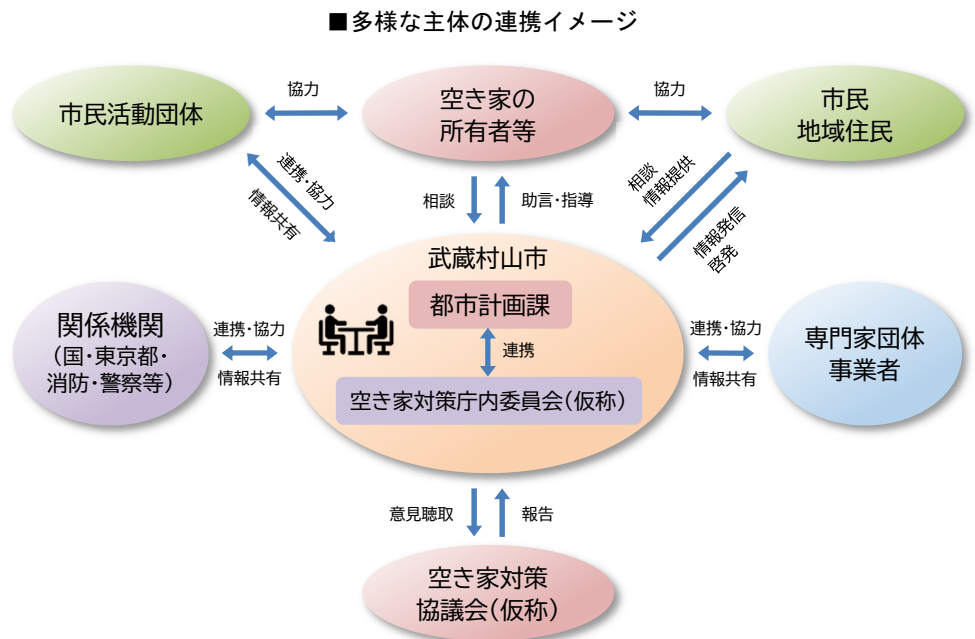 ■多様な主体の連携イメージ
市民活動団体
協力
空き家の
所有者等
協力
市民
地域住民
連携・協力
情報共有
相談
助言・指導
相談
情報提供
情報発信
啓発
武蔵村山市
都市計画課
連携
空き家対策庁内委員会(仮称)
関係機関
(国・東京都・
消防・警察等)
連携・協力
情報共有
連携・協力
情報共有
専門家団体
事業者
意見聴取
報告
空き家対策
協議会(仮称)